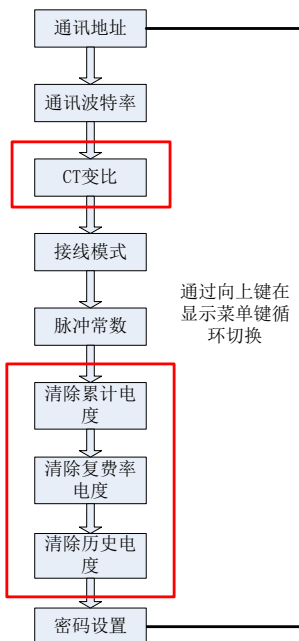 通讯地址
通讯波特率
CT变比
接线模式
脉冲常数
清除累计电
度
清除复费率
电度
清除历史电
度
密码设置
通过向上键在
显示菜单键循
环切换